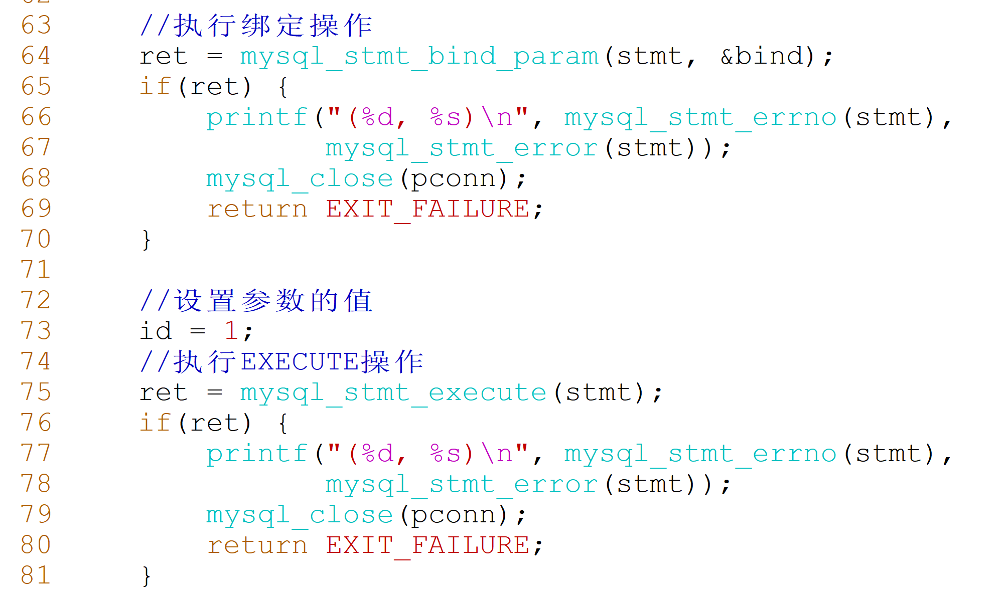 63 //执行绑定操作
64 ret = mysql_stmt_bind_param(stmt, &bind);
65 if(ret) {
66 printf("(%d, %s)\n", mysql_stmt_errno(stmt),
67 mysql_stmt_error(stmt));
68 mysql_close(pconn);
69 return EXIT_FAILURE;
70 }
71
72 //设置参数的值
73 id = 1;
74 //执行EXECUTE操作
75 ret = mysql_stmt_execute(stmt);
76 if(ret) {
77 printf("(%d, %s)\n", mysql_stmt_errno(stmt),
78 mysql_stmt_error(stmt));
79 mysql_close(pconn);
80 return EXIT_FAILURE;
81 }